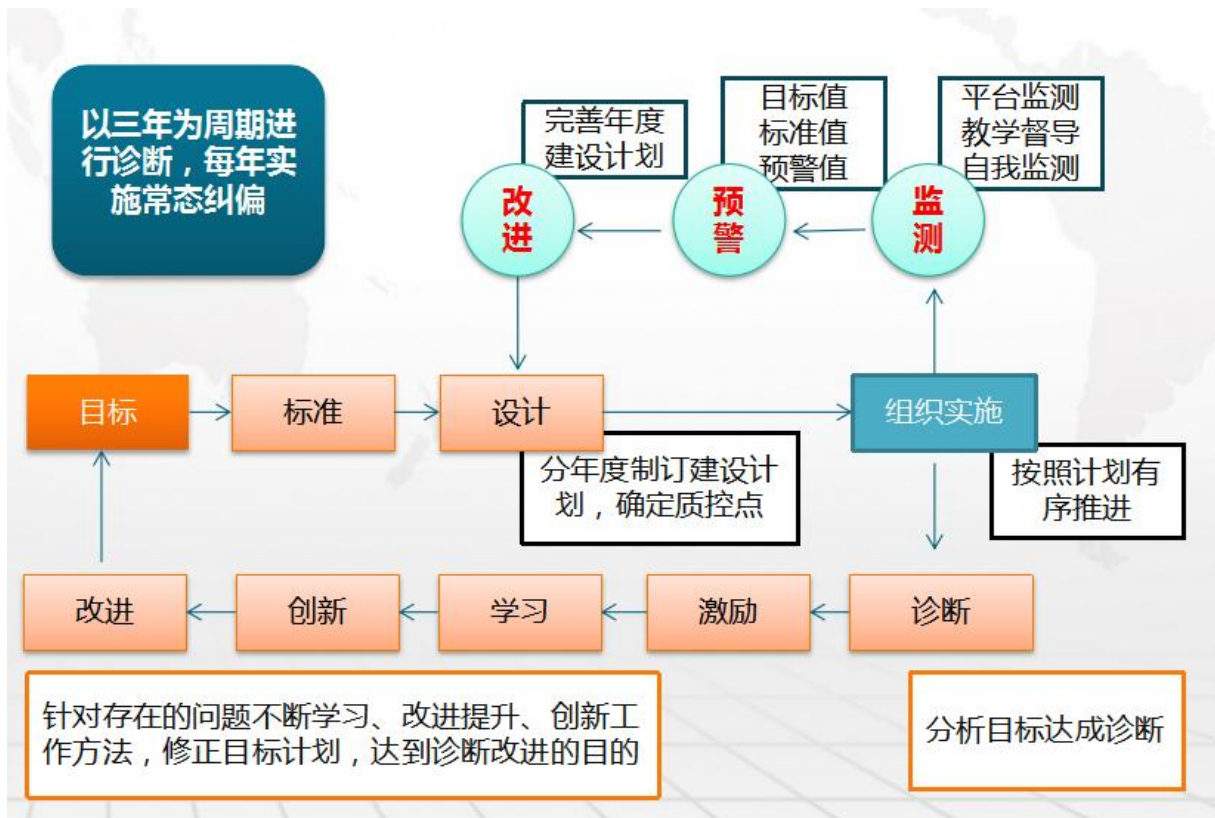 以三年为周期进
行诊断，每年实
施常态纠偏
完善年度
建设计划
目标值
标准值
预警值
平台监测
教学督导
自我监测
改
进
预
警
监
测
目标
标准
设计
组织实施
分年度制订建设计
划，确定质控点
按照计划有
序推进
改进
创新
学习
激励
诊断
针对存在的问题不断学习、改进提升、创新工
作方法，修正目标计划，达到诊断改进的目的
分析目标达成诊断